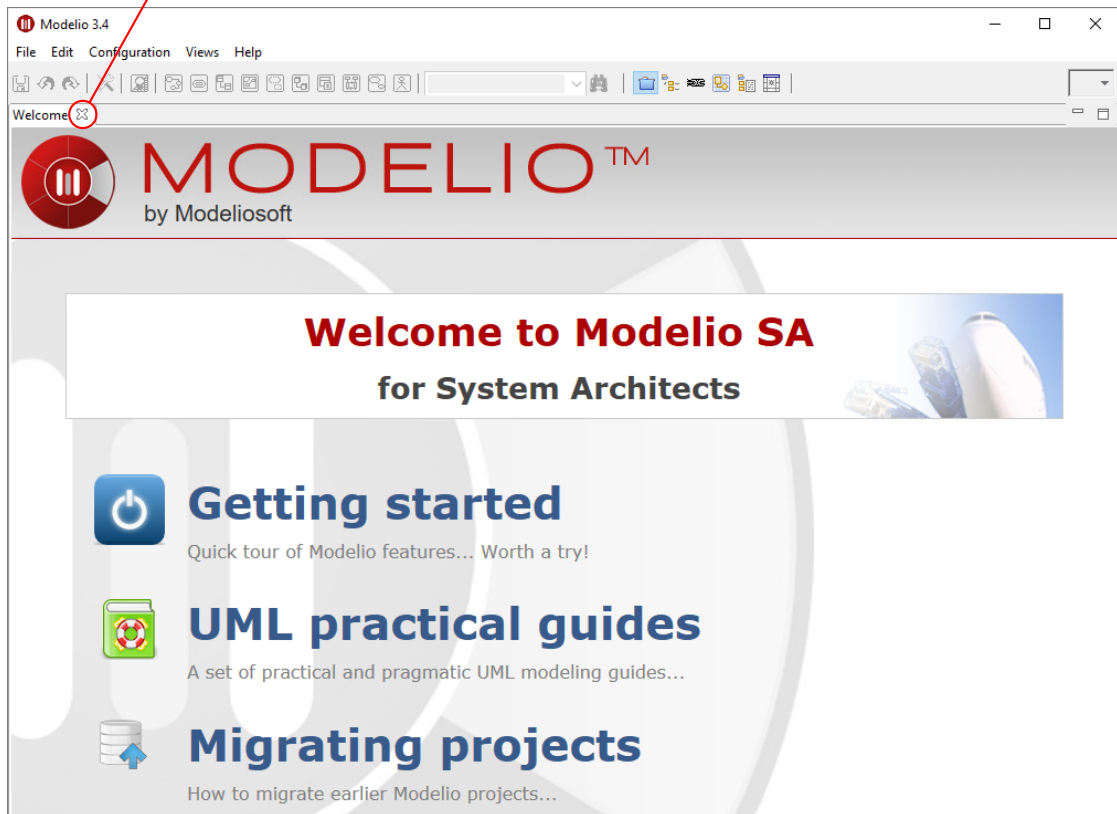 Modelio 3.4
File Edit Configuration Views Help
Welcome
MODELIO™
by Modeliosoft
Welcome to Modelio SA
for System Architects
Getting started
Quick tour of Modelio features... Worth a try!
UML practical guides
A set of practical and pragmatic UML modeling guides...
Migrating projects
How to migrate earlier Modelio projects...